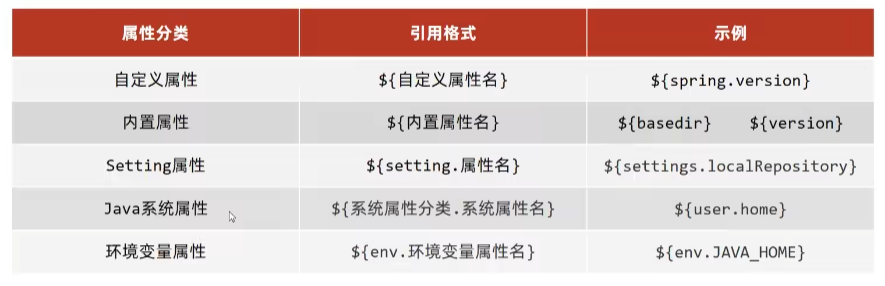 属性分类 引用格式 示例
自定义属性 ${自定义属性名} ${spring.version}
内置属性 ${内置属性名} ${basedir} ${version}
Setting属性 ${setting.属性名} ${settings.localRepository}
Java系统属性 ${系统属性分类.系统属性名} ${user.home}
环境变量属性 ${env.环境变量属性名} ${env.JAVA_HOME}